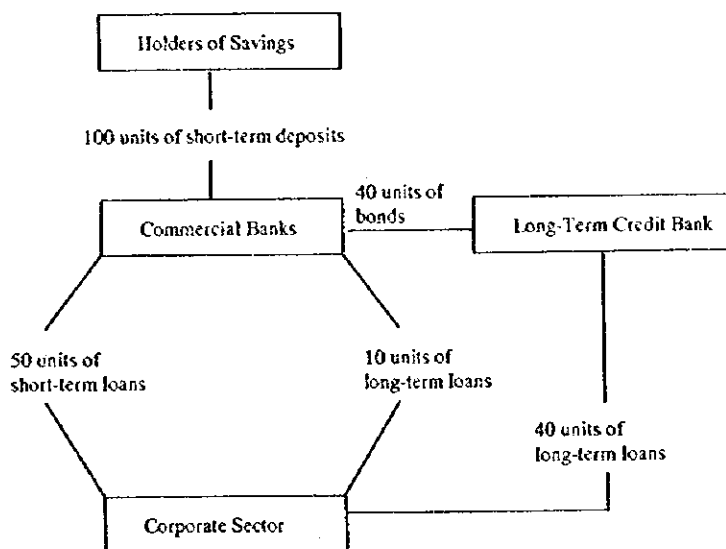 Holders of Savings
100 units of short-term deposits
40 units of
bonds
Commercial Banks
Long-Term Credit Bank
50 units of
short-term loans
10 units of
long-term loans
40 units of
long-term loans
Corporate Sector